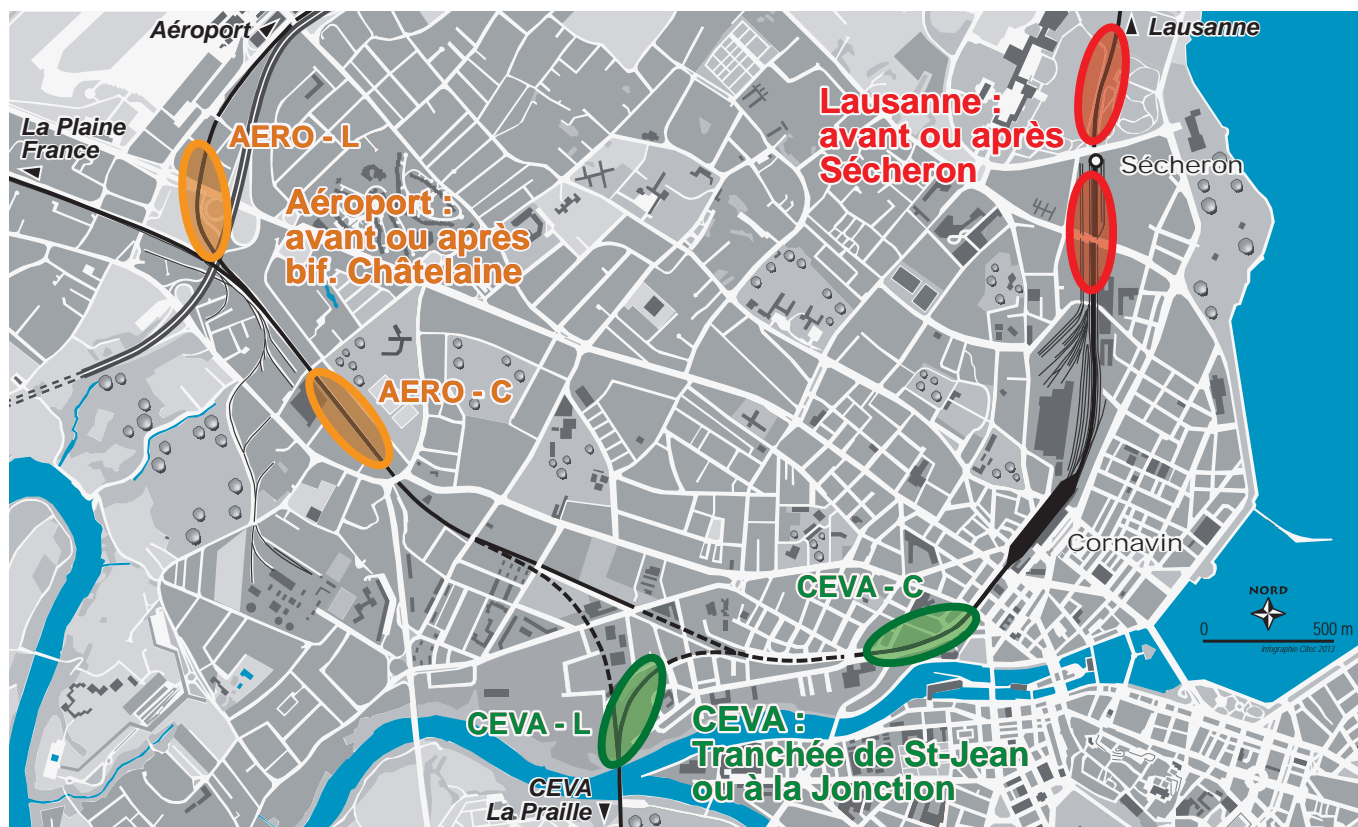 Aéroport
Lausanne
La Plaine
France
AERO - L
Lausanne :
avant ou après
Sécheron
Sécheron
Aéroport :
avant ou après
bif. Châtelaine
AERO - C
Cornavin
CEVA - C
NORD
0 500 m
Infographie Citec 2013
CEVA - L
CEVA :
Tranchée de St-Jean
ou à la Jonction
CEVA
La Praille